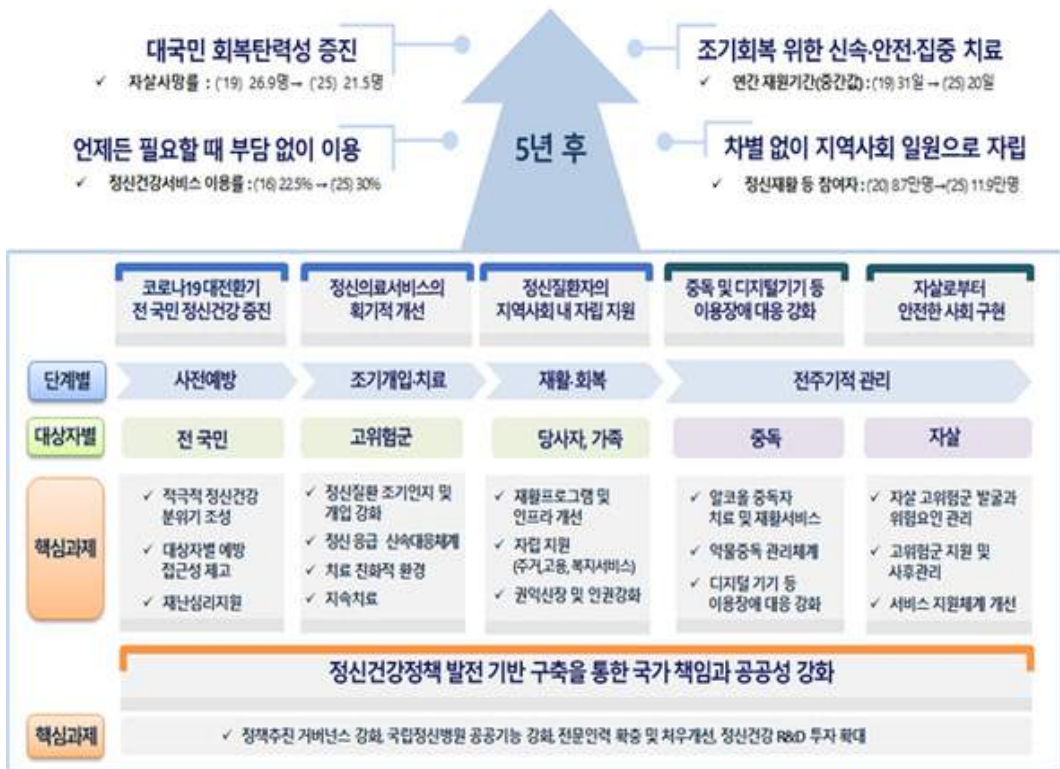 대국민 회복탄력성 증진
✓ 자살사망률 : ('19) 26.9명→ ('25) 21.5명
조기회복 위한 신속·안전·집중 치료
✓ 연간 재원기간(중간값) : ('19) 31일 → ('25) 20일
언제든 필요할 때 부담 없이 이용
✓ 정신건강서비스 이용률 : ('16) 22.5% → ('25) 30%
5년 후
차별 없이 지역사회 일원으로 자립
✓ 정신재활 등 참여자 : ('20) 8.7만명→('25) 11.9만명
코로나19 대전환기
전 국민 정신건강 증진
정신의료서비스의
획기적 개선
정신질환자의
지역사회 내 자립 지원
중독 및 디지털기기 등
이용장애 대응 강화
자살로부터
안전한 사회 구현
단계별
사전예방
조기개입·치료
재활·회복
전주기적 관리
대상자별
전 국민
고위험군
당사자, 가족
중독
자살
핵심과제
✓ 적극적 정신건강
분위기 조성
✓ 대상자별 예방
접근성 제고
✓ 재난심리지원
✓ 정신질환 조기인지 및
개입 강화
✓ 정신 응급 신속대응체계
✓ 치료 친화적 환경
✓ 지속치료
✓ 재활프로그램 및
인프라 개선
✓ 자립 지원
(주거,고용, 복지서비스)
✓ 권익신장 및 인권강화
✓ 알코올 중독자
치료 및 재활서비스
✓ 약물중독 관리체계
✓ 디지털 기기 등
이용장애 대응 강화
✓ 자살 고위험군 발굴과
위험요인 관리
✓ 고위험군 지원 및
사후관리
✓ 서비스 지원체계 개선
정신건강정책 발전 기반 구축을 통한 국가 책임과 공공성 강화
핵심과제
✓ 정책추진 거버넌스 강화, 국립정신병원 공공기능 강화, 전문인력 확충 및 처우개선, 정신건강 R&D 투자 확대